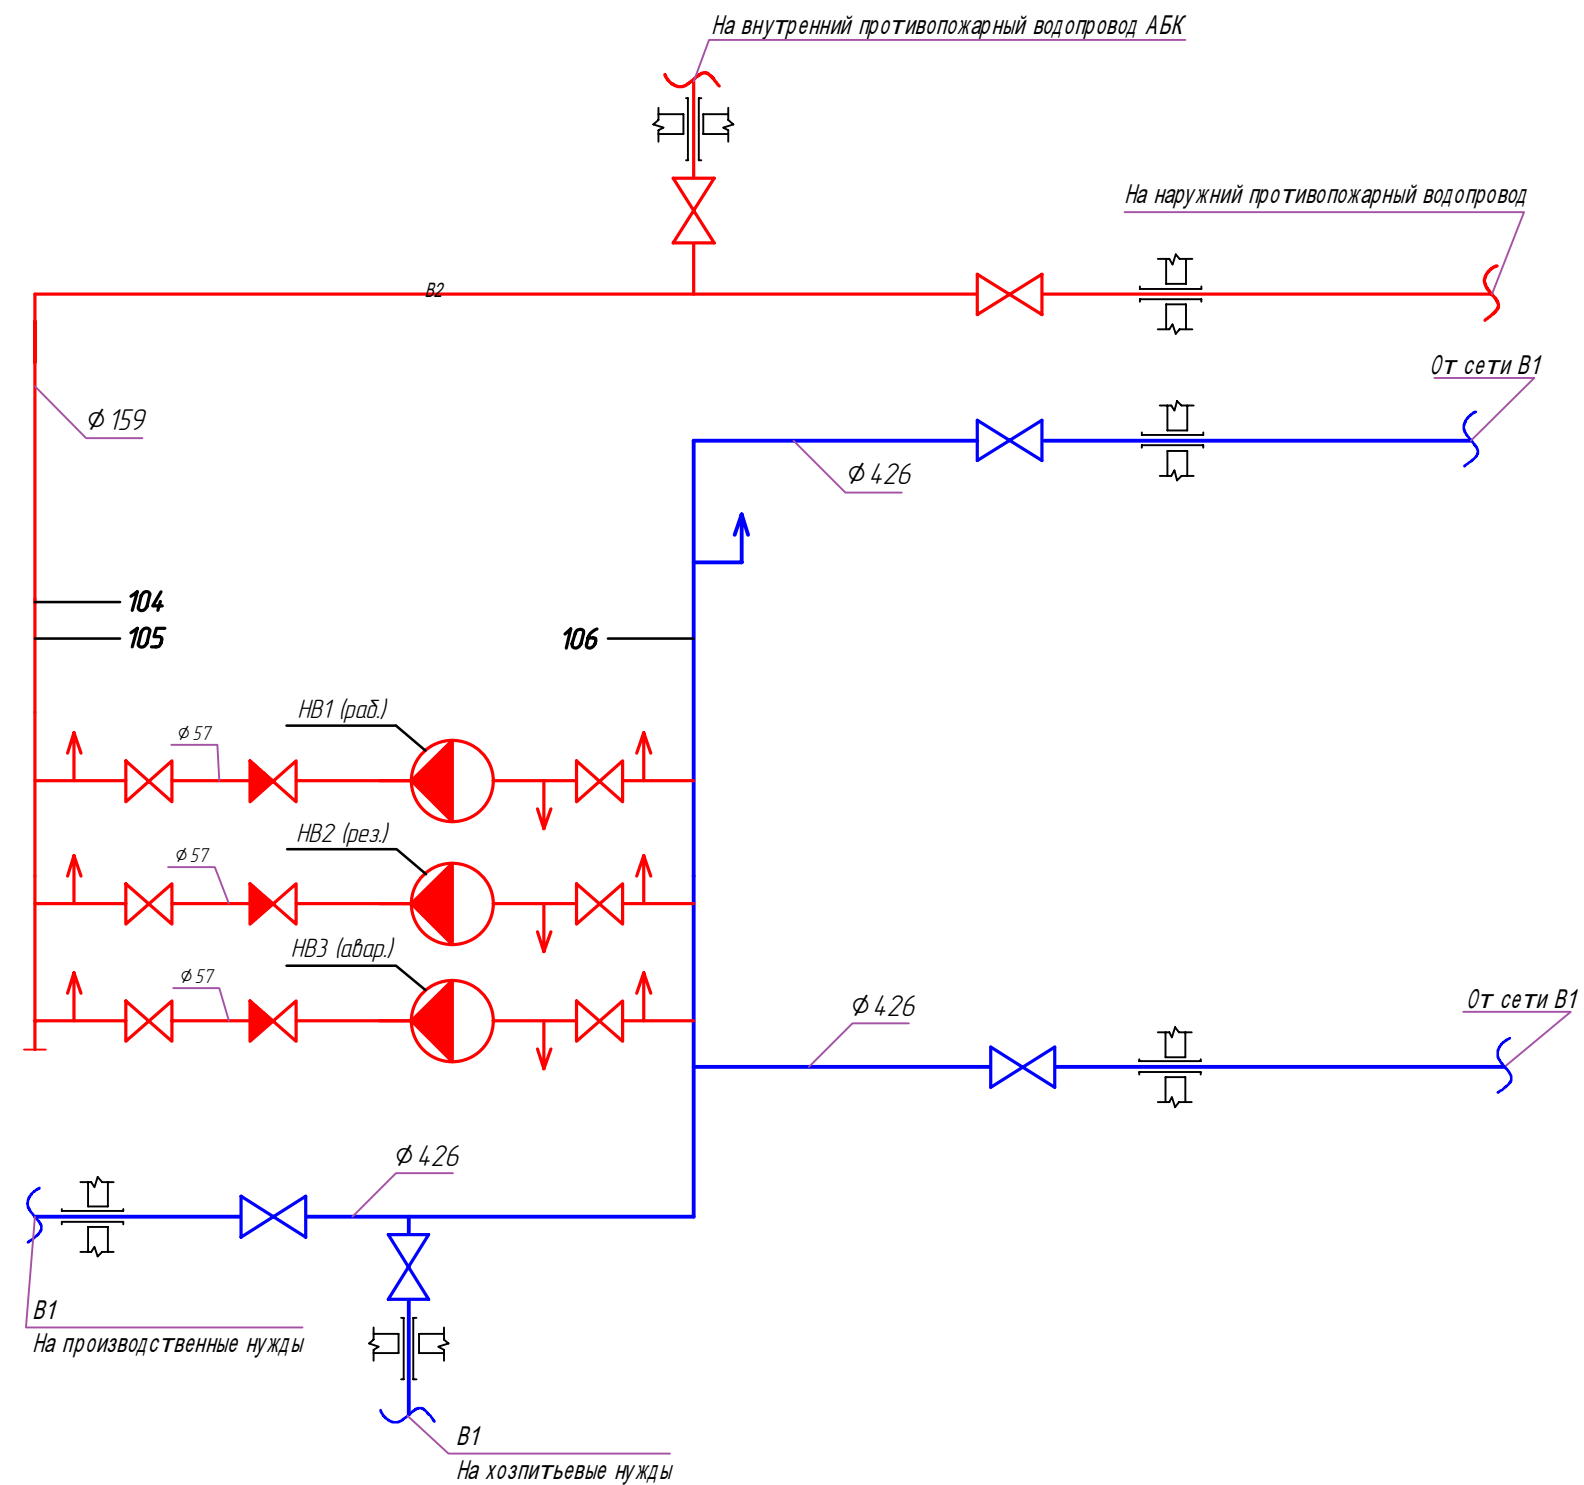 На внутренний противопожарный водопровод АБК
На наружний противопожарный водопровод
В2
От сети В1
Ф 159
Ф 426
104
105
106
НВ1 (раб.)
Ф 57
НВ2 (рез.)
Ф 57
НВ3 (авар.)
Ф 57
Ф 426
От сети В1
Ф 426
В1
На производственные нужды
В1
На хозпитьевые нужды